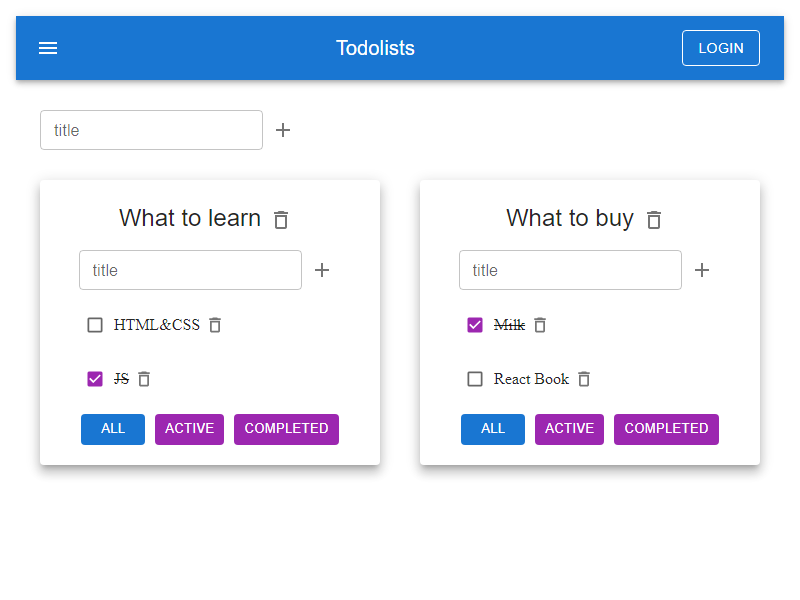 Todolists LOGIN
title
What to learn
title
HTML&CSS
JS
ALL ACTIVE COMPLETED
What to buy
title
Milk
React Book
ALL ACTIVE COMPLETED